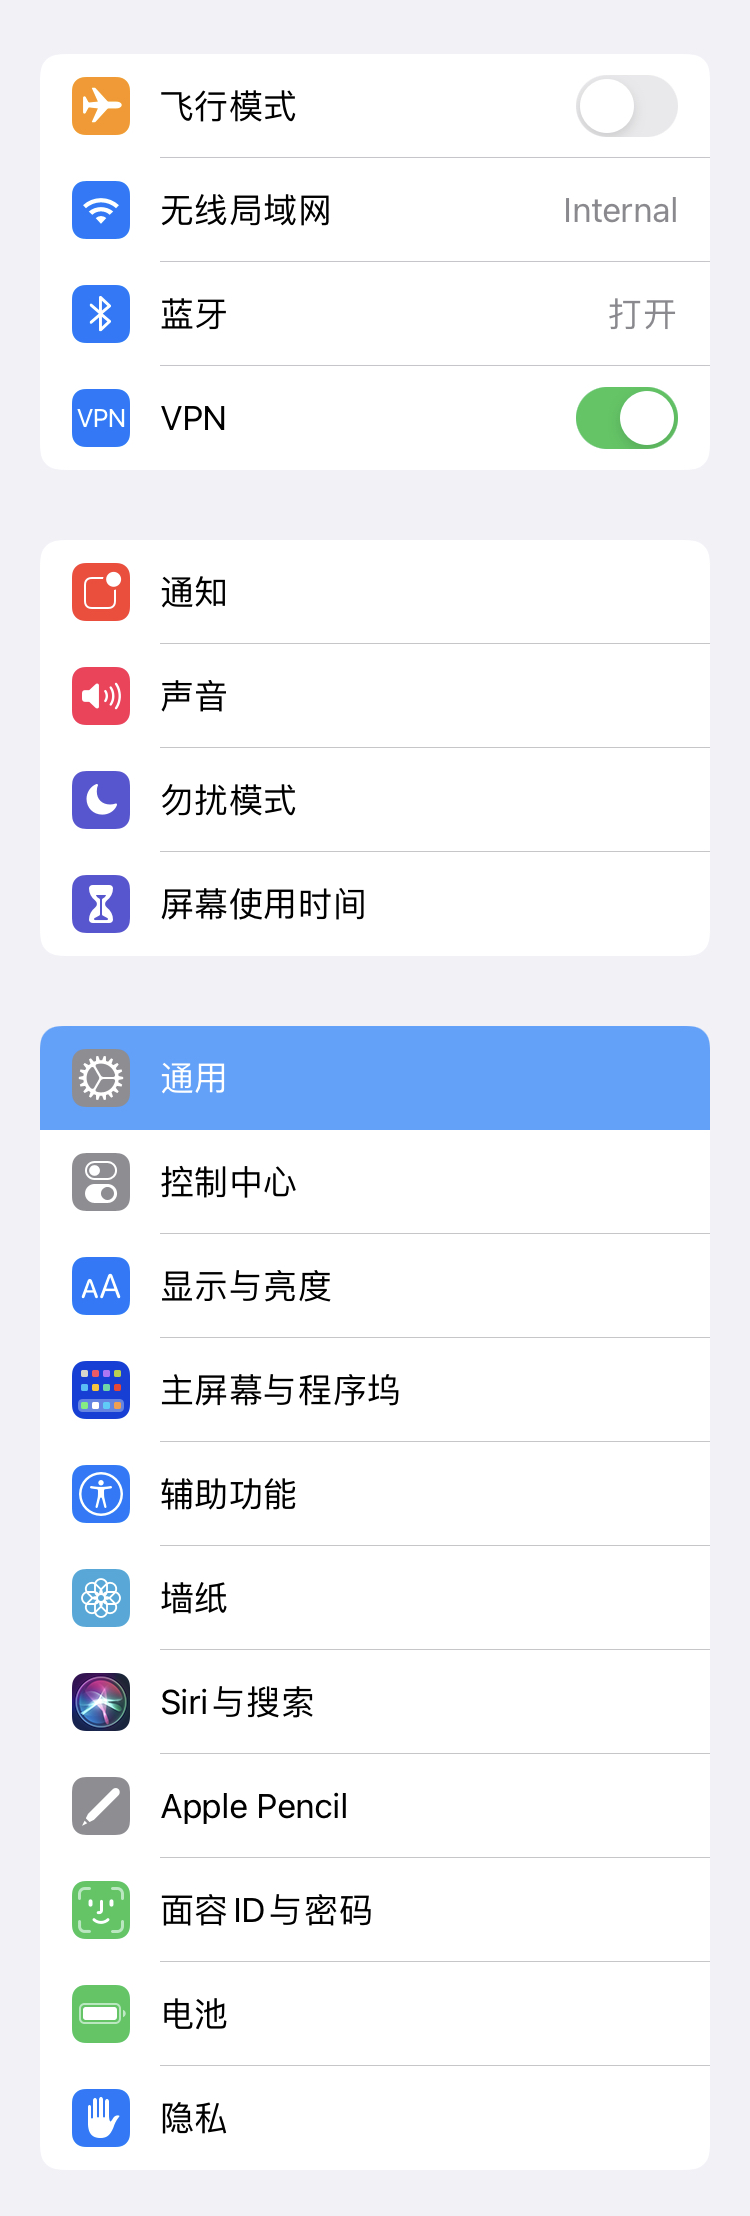 飞行模式
无线局域网 Internal
蓝牙 打开
VPN VPN
通知
声音
勿扰模式
屏幕使用时间
通用
控制中心
AA 显示与亮度
主屏幕与程序坞
辅助功能
墙纸
Siri与搜索
Apple Pencil
面容ID与密码
电池
隐私